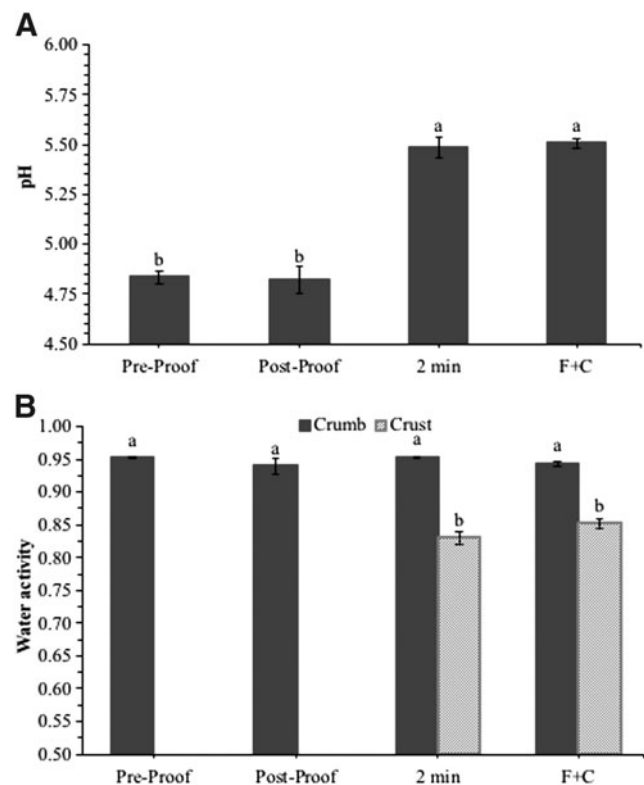 A
6.00
5.75
5.50
5.25
5.00
4.75
4.50
pH
b
b
a
a
Pre-Proof Post-Proof 2 min F+C
B
Crumb Crust
1.00
0.95
0.90
0.85
0.80
0.75
0.70
0.65
0.60
0.55
0.50
Water activity
a
a
a
b
a
b
Pre-Proof Post-Proof 2 min F+C